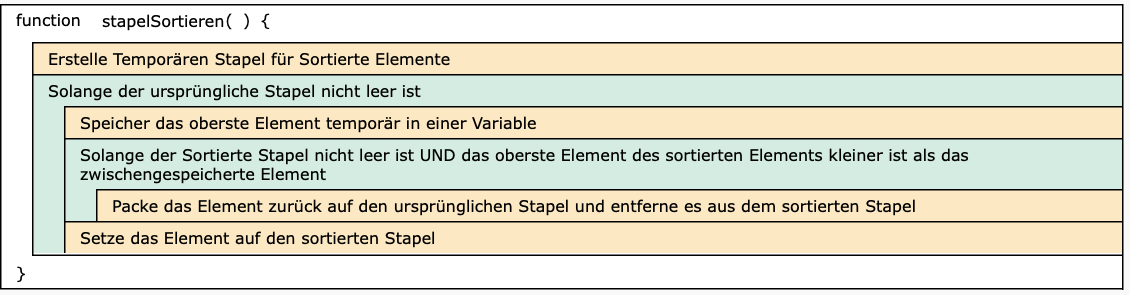 function stapelSortieren( ) {
Erstelle Temporären Stapel für Sortierte Elemente
Solange der ursprüngliche Stapel nicht leer ist
Speicher das oberste Element temporär in einer Variable
Solange der Sortierte Stapel nicht leer ist UND das oberste Element des sortierten Elements kleiner ist als das
zwischengespeicherte Element
Packe das Element zurück auf den ursprünglichen Stapel und entferne es aus dem sortierten Stapel
Setze das Element auf den sortierten Stapel
}